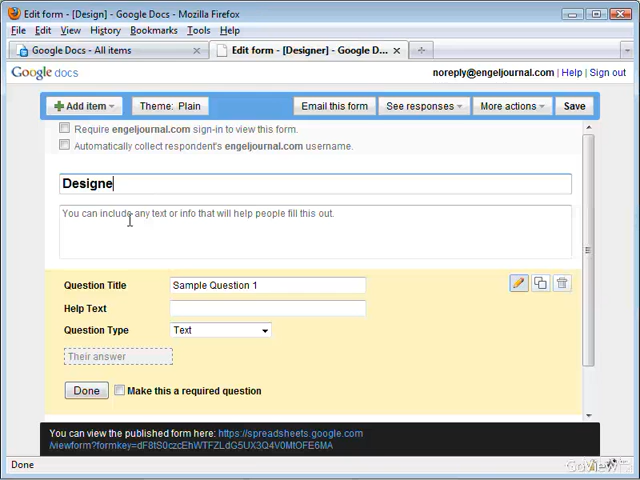 Edit form - [Design] - Google Docs - Mozilla Firefox
File Edit View History Bookmarks Tools Help
Google Docs - All items
Edit form - [Designer] - Google D...
Google docs
noreply@engeljournal.com | Help | Sign out
Add item
Theme: Plain
Email this form
See responses
More actions
Save
Require engeljournal.com sign-in to view this form.
Automatically collect respondent's engeljournal.com username.
Designe
You can include any text or info that will help people fill this out.
Question Title
Sample Question 1
Help Text
Question Type
Text
Their answer
Done
Make this a required question
You can view the published form here: https://spreadsheets.google.com
/viewform?formkey=dF8tS0czcEhWTFZLdG5UX3Q4V0MtOFE6MA
Done
GoView